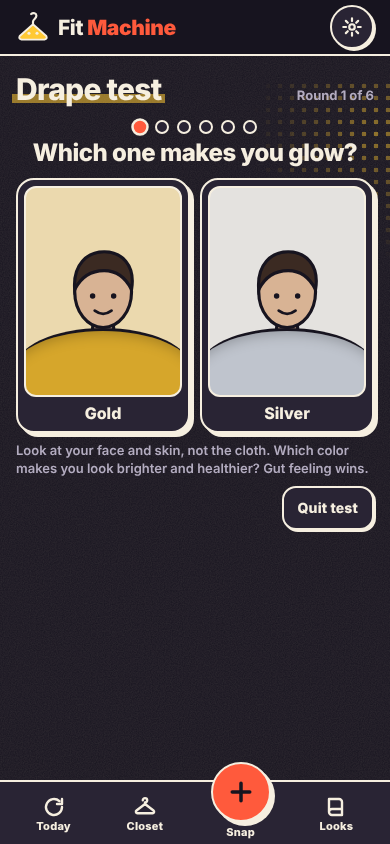 Fit Machine
Drape test
Round 1 of 6
Which one makes you glow?
Gold
Silver
Look at your face and skin, not the cloth. Which color
makes you look brighter and healthier? Gut feeling wins.
Quit test
Today
Closet
Snap
Looks